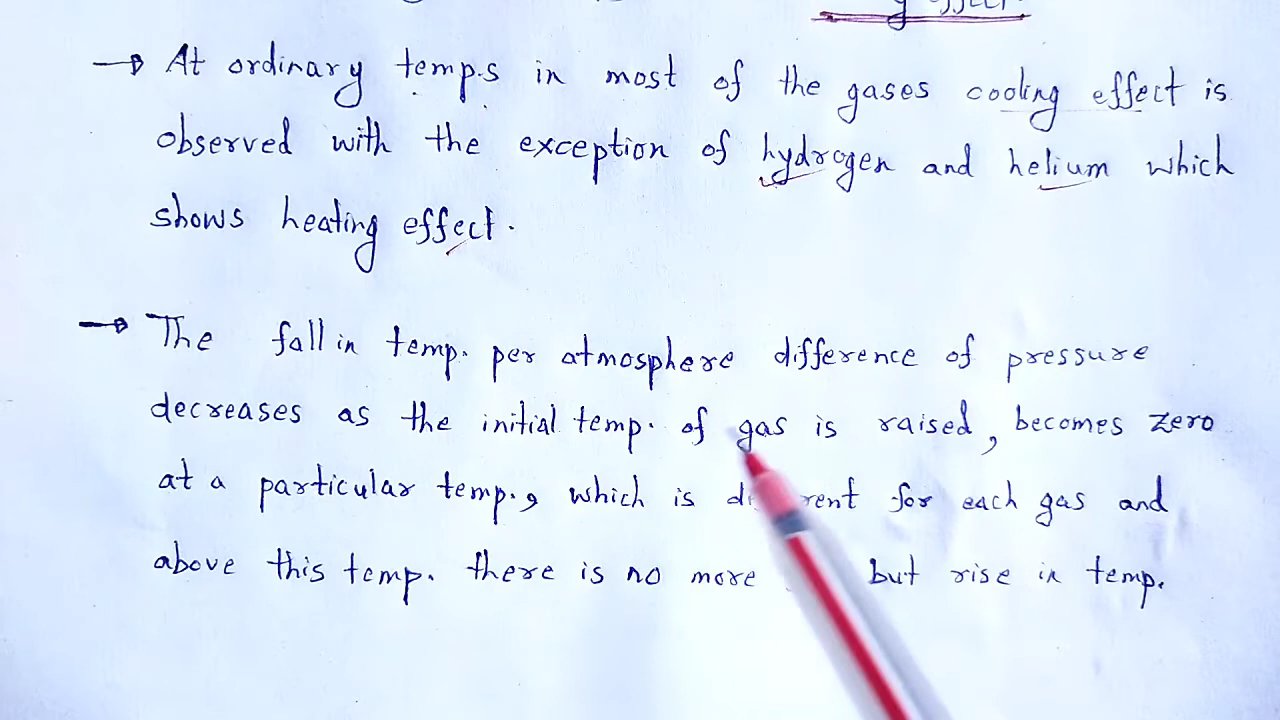 effect.
→ At ordinary temp.s in most of the gases cooling effect is
observed with the exception of hydrogen and helium which
shows heating effect.
→ The fall in temp. per atmosphere difference of pressure
decreases as the initial temp. of gas is raised, becomes zero
at a particular temp., which is rent for each gas and
above this temp. there is no more but rise in temp.